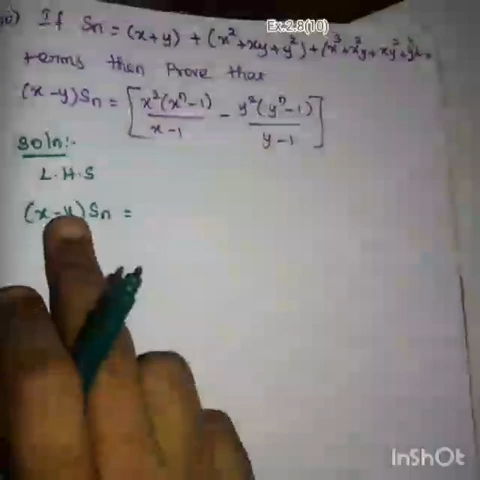 10) If Sn = (x+y) + (x²+xy+y²) + (x³+x²y+xy²+y³)+
Ex.2.8(10)
terms then Prove that
(x-y)Sn = [x²(xⁿ-1)/x-1 - y²(yⁿ-1)/y-1]
Soln:-
L.H.S
(x-y)Sn =
InShOt